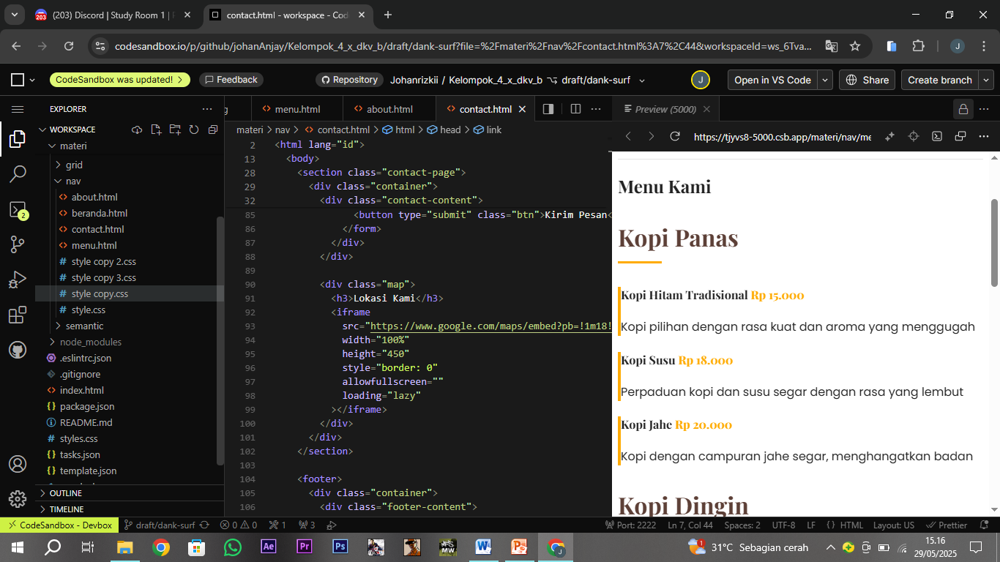 (203) Discord | Study Room 1 |
contact.html - workspace - Cod
codesandbox.io/p/github/johanAnjay/Kelompok_4_x_dkv_b/draft/dank-surf?file=%2Fmateri%2Fnav%2Fcontact.html%3A7%2C44&workspaceId=ws_6Tva...
J
CodeSandbox was updated!
Feedback
Repository
Johanrizkii / Kelompok_4_x_dkv_b
draft/dank-surf
J
Open in VS Code
Share
Create branch
EXPLORER
g
menu.html
about.html
contact.html
Preview (5000)
WORKSPACE
materi > nav > contact.html > html > head > link
https://tjyvs8-5000.csb.app/materi/nav/me
materi
grid
nav
about.html
beranda.html
contact.html
menu.html
style copy 2.css
style copy 3.css
style copy.css
style.css
semantic
node_modules
.eslintrc.json
.gitignore
index.html
package.json
README.md
styles.css
tasks.json
template.json
OUTLINE
TIMELINE
2
2 <html lang="id">
13 <body>
28 <section class="contact-page">
29 <div class="container">
32 <div class="contact-content">
85 <button type="submit" class="btn">Kirim Pesan<
86 </form>
87 </div>
88 </div>
89
90 <div class="map">
91 <h3>Lokasi Kami</h3>
92 <iframe
93 src="https://www.google.com/maps/embed?pb=!1m18!
94 width="100%"
95 height="450"
96 style="border: 0"
97 allowfullscreen=""
98 loading="lazy"
99 ></iframe>
100 </div>
101 </div>
102 </section>
103
104 <footer>
105 <div class="container">
106 <div class="footer-content">
Menu Kami
Kopi Panas
Kopi Hitam Tradisional Rp 15.000
Kopi pilihan dengan rasa kuat dan aroma yang menggugah
Kopi Susu Rp 18.000
Perpaduan kopi dan susu segar dengan rasa yang lembut
Kopi Jahe Rp 20.000
Kopi dengan campuran jahe segar, menghangatkan badan
Kopi Dingin
CodeSandbox - Devbox
draft/dank-surf
0
0
1
3
Port: 2222
Ln 7, Col 44
Spaces: 2
UTF-8
LF
HTML
Layout: US
Prettier
31°C Sebagian cerah
15.16
29/05/2025